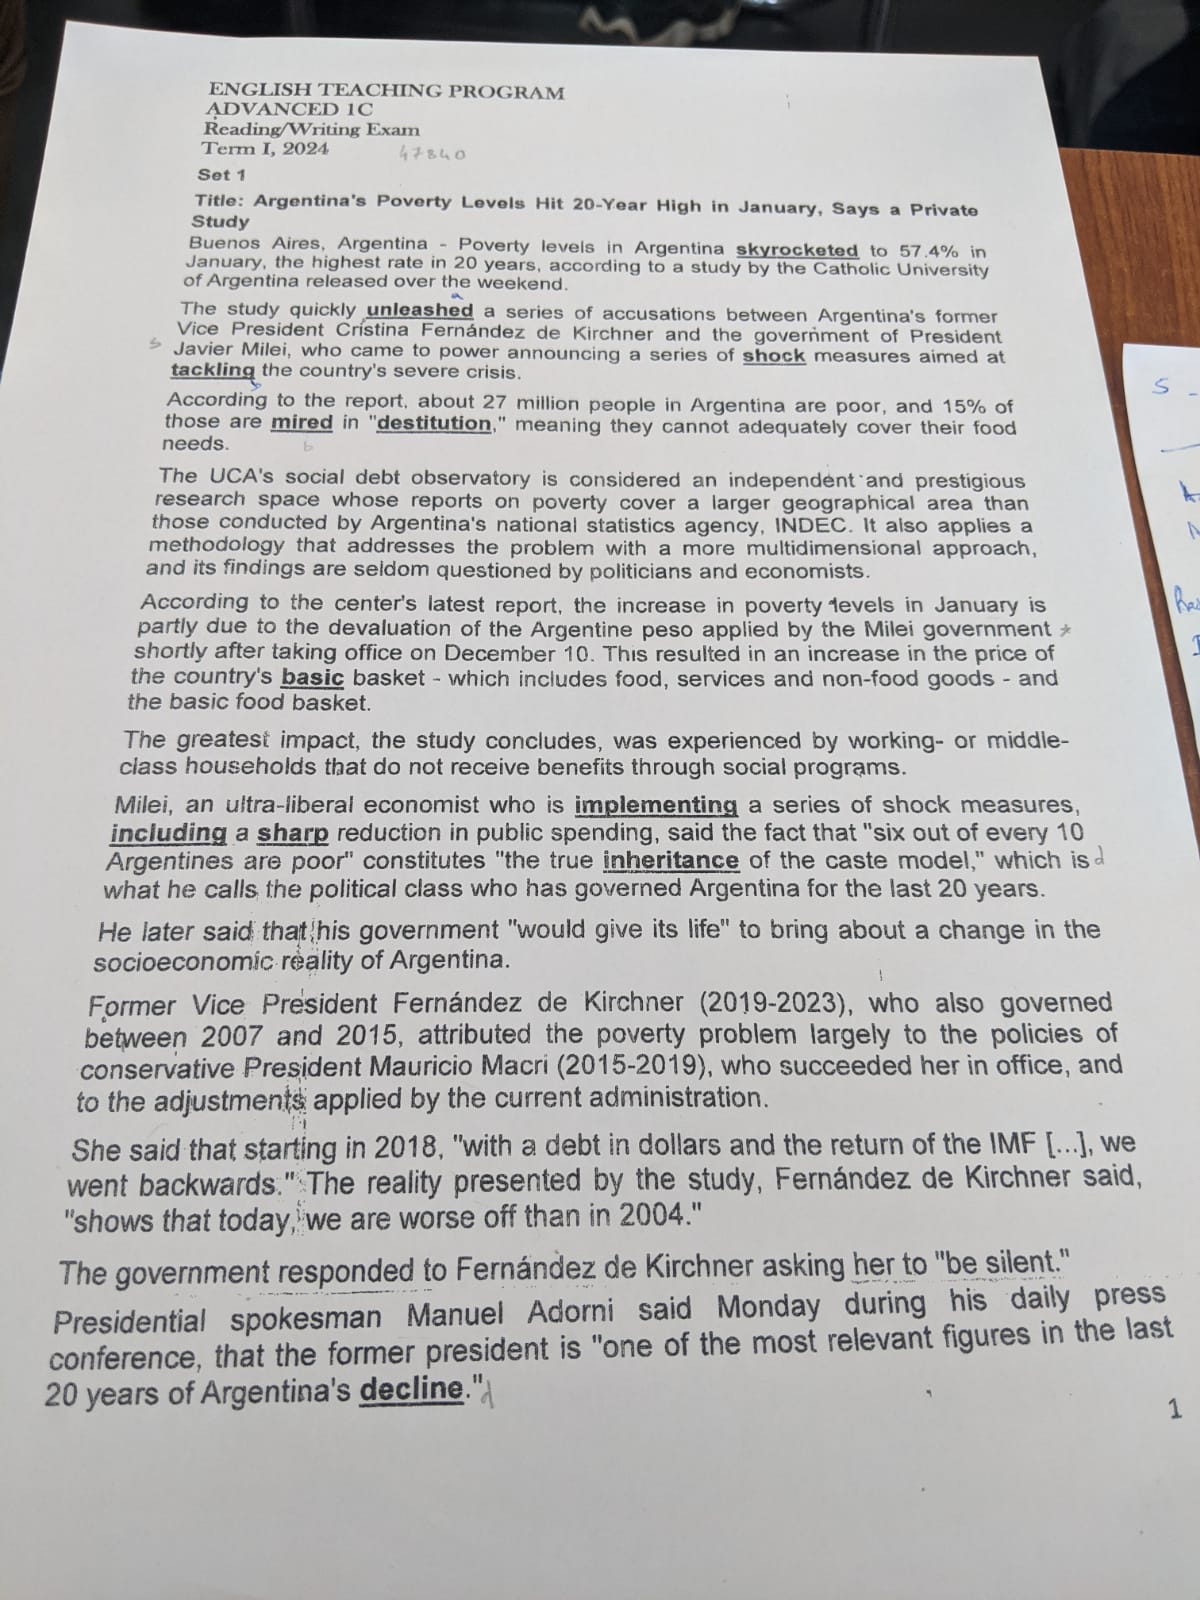 ENGLISH TEACHING PROGRAM
ADVANCED 1C
Reading/Writing Exam
Term I, 2024
47840
Set 1
Title: Argentina's Poverty Levels Hit 20-Year High in January, Says a Private
Study
Buenos Aires, Argentina - Poverty levels in Argentina skyrocketed to 57.4% in
January, the highest rate in 20 years, according to a study by the Catholic University
of Argentina released over the weekend.
The study quickly unleashed a series of accusations between Argentina's former
Vice President Cristina Fernández de Kirchner and the government of President
Javier Milei, who came to power announcing a series of shock measures aimed at
tackling the country's severe crisis.
According to the report, about 27 million people in Argentina are poor, and 15% of
those are mired in "destitution," meaning they cannot adequately cover their food
needs.
The UCA's social debt observatory is considered an independent and prestigious
research space whose reports on poverty cover a larger geographical area than
those conducted by Argentina's national statistics agency, INDEC. It also applies a
methodology that addresses the problem with a more multidimensional approach,
and its findings are seldom questioned by politicians and economists.
According to the center's latest report, the increase in poverty levels in January is
partly due to the devaluation of the Argentine peso applied by the Milei government
shortly after taking office on December 10. This resulted in an increase in the price of
the country's basic basket - which includes food, services and non-food goods - and
the basic food basket.
The greatest impact, the study concludes, was experienced by working- or middle-
class households that do not receive benefits through social programs.
Milei, an ultra-liberal economist who is implementing a series of shock measures,
including a sharp reduction in public spending, said the fact that "six out of every 10
Argentines are poor" constitutes "the true inheritance of the caste model," which is d
what he calls the political class who has governed Argentina for the last 20 years.
He later said that his government "would give its life" to bring about a change in the
socioeconomic reality of Argentina.
Former Vice President Fernández de Kirchner (2019-2023), who also governed
between 2007 and 2015, attributed the poverty problem largely to the policies of
conservative President Mauricio Macri (2015-2019), who succeeded her in office, and
to the adjustments applied by the current administration.
She said that starting in 2018, "with a debt in dollars and the return of the IMF [...], we
went backwards." The reality presented by the study, Fernández de Kirchner said,
"shows that today, we are worse off than in 2004."
The government responded to Fernández de Kirchner asking her to "be silent."
Presidential spokesman Manuel Adorni said Monday during his daily press
conference, that the former president is "one of the most relevant figures in the last
20 years of Argentina's decline." d
1